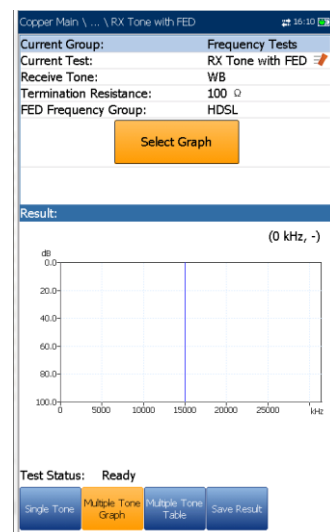 Copper Main \ ... \ RX Tone with FED 16:10
Current Group: Frequency Tests
Current Test: RX Tone with FED
Receive Tone: WB
Termination Resistance: 100 Ω
FED Frequency Group: HDSL
Select Graph
Result:
(0 kHz, -)
dB
0.0
20.0
40.0
60.0
80.0
100.0
0 5000 10000 15000 20000 25000 kHz
Test Status: Ready
Single Tone
Multiple Tone Graph
Multiple Tone Table
Save Result